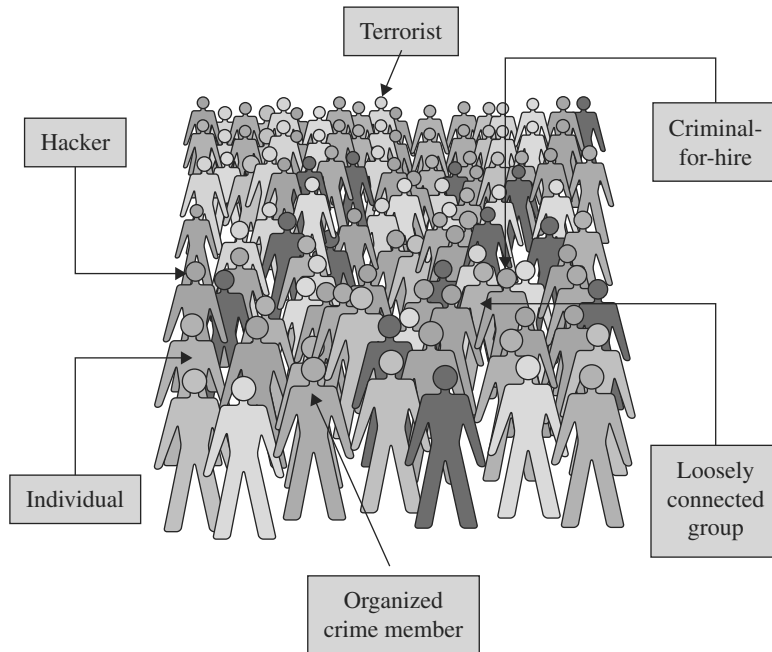 Terrorist
Hacker
Criminal-
for-hire
Individual
Loosely
connected
group
Organized
crime member